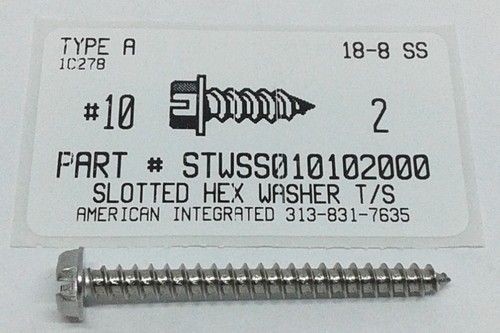 TYPE A 18-8 SS
1C278
#10 2
PART # STWSS010102000
SLOTTED HEX WASHER T/S
AMERICAN INTEGRATED 313-831-7635